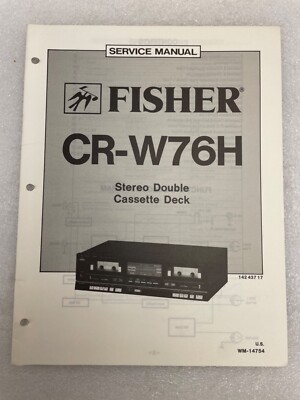 SERVICE MANUAL
FISHER®
CR-W76H
Stereo Double
Cassette Deck
142 437 17
U.S.
WM-14754